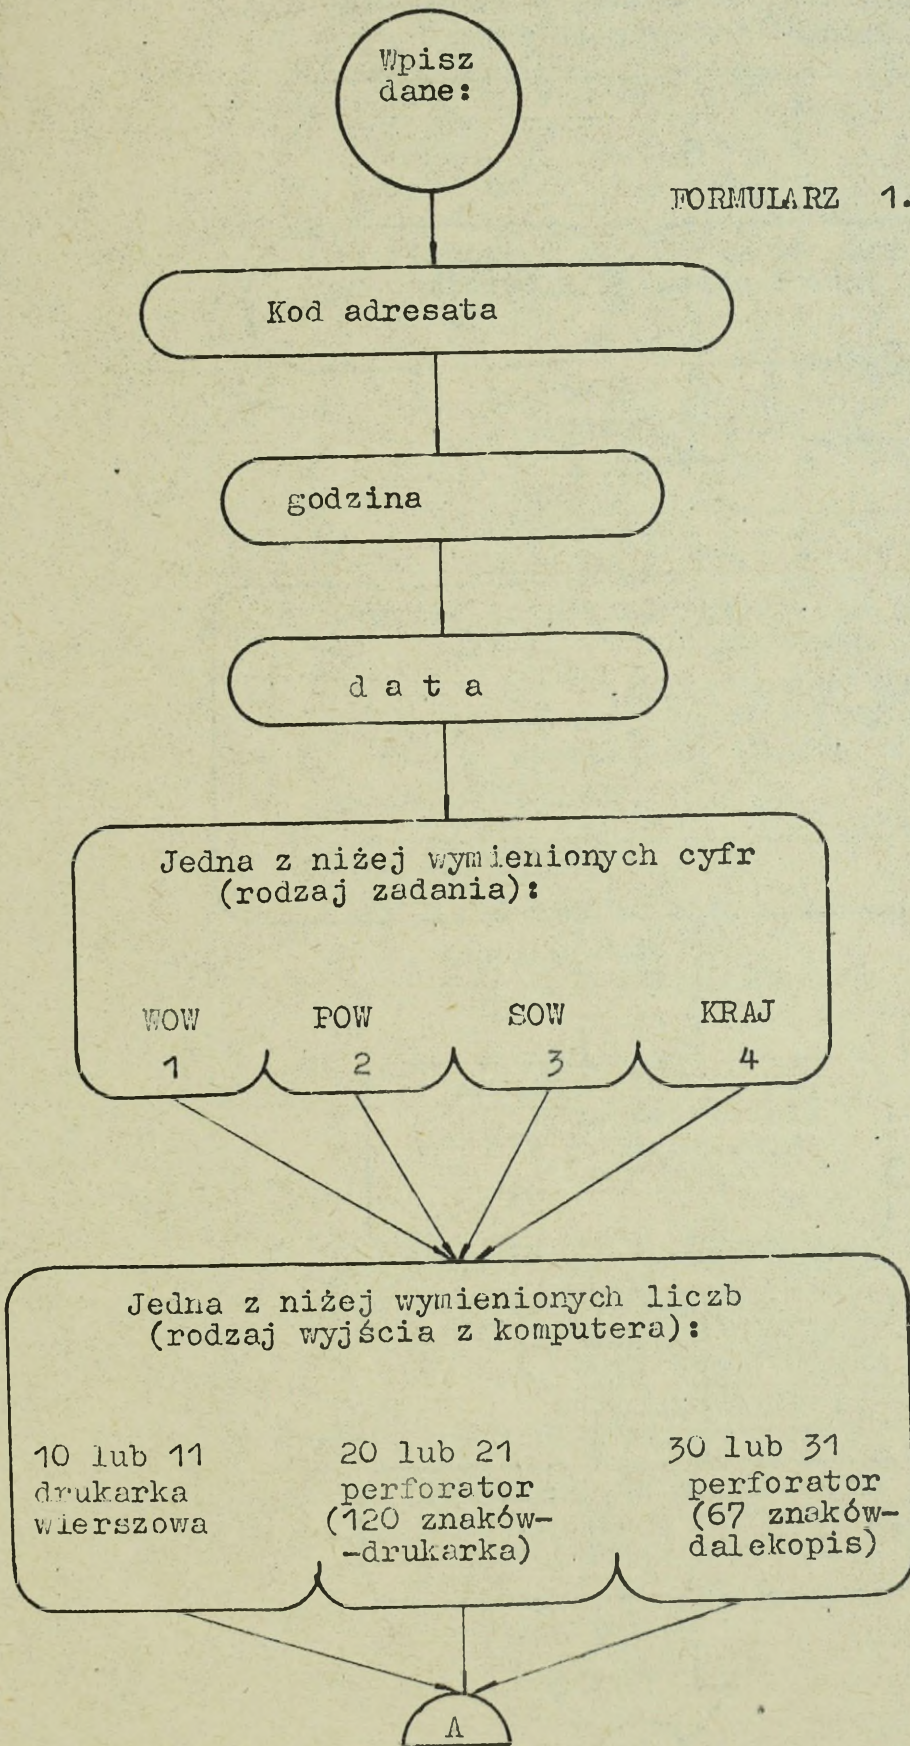 Wpisz
dane:
FORMULARZ 1.
Kod adresata
godzina
d a t a
Jedna z niżej wymienionych cyfr
(rodzaj zadania):
WOW POW SOW KRAJ
1 2 3 4
Jedna z niżej wymienionych liczb
(rodzaj wyjścia z komputera):
10 lub 11 20 lub 21 30 lub 31
drukarka perforator perforator
wierszowa (120 znaków- (67 znaków-
-drukarka) dalekopis)
A